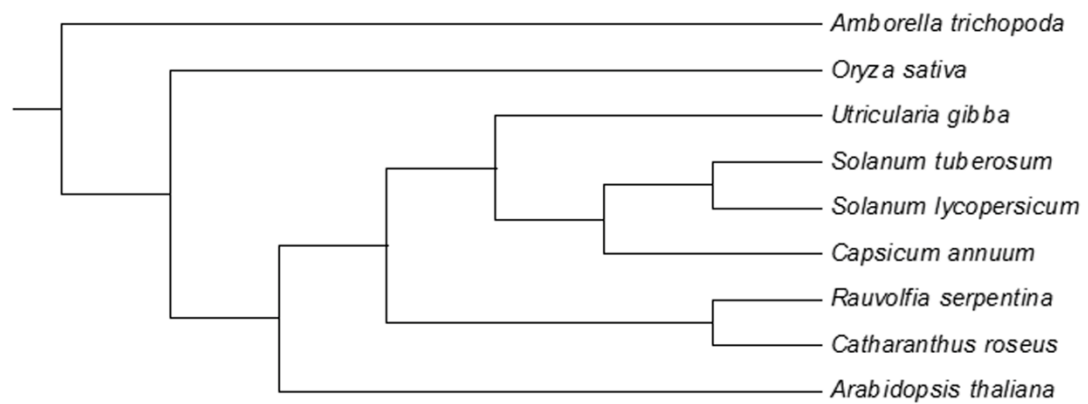 Amborella trichopoda
Oryza sativa
Utricularia gibba
Solanum tuberosum
Solanum lycopersicum
Capsicum annuum
Rauvolfia serpentina
Catharanthus roseus
Arabidopsis thaliana